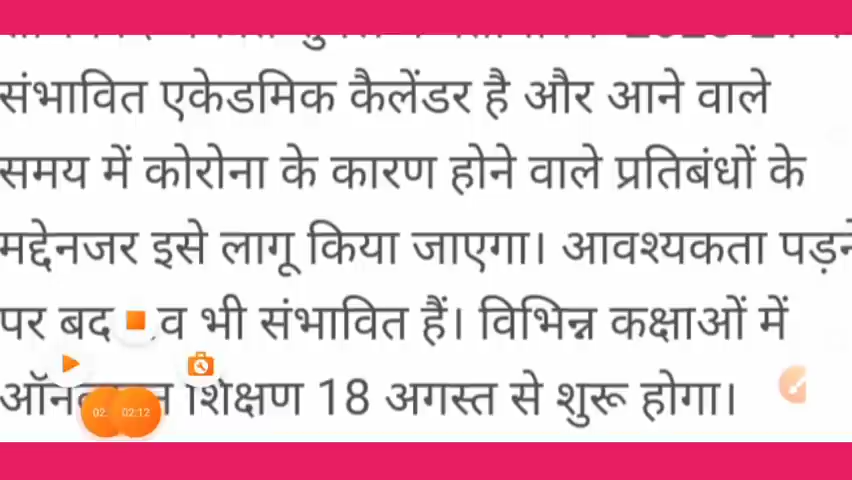 संभावित एकेडमिक कैलेंडर है और आने वाले
समय में कोरोना के कारण होने वाले प्रतिबंधों के
मद्देनजर इसे लागू किया जाएगा। आवश्यकता पड़ने
पर भी संभावित हैं। विभिन्न कक्षाओं में
शिक्षण 18 अगस्त से शुरू होगा।
02:12